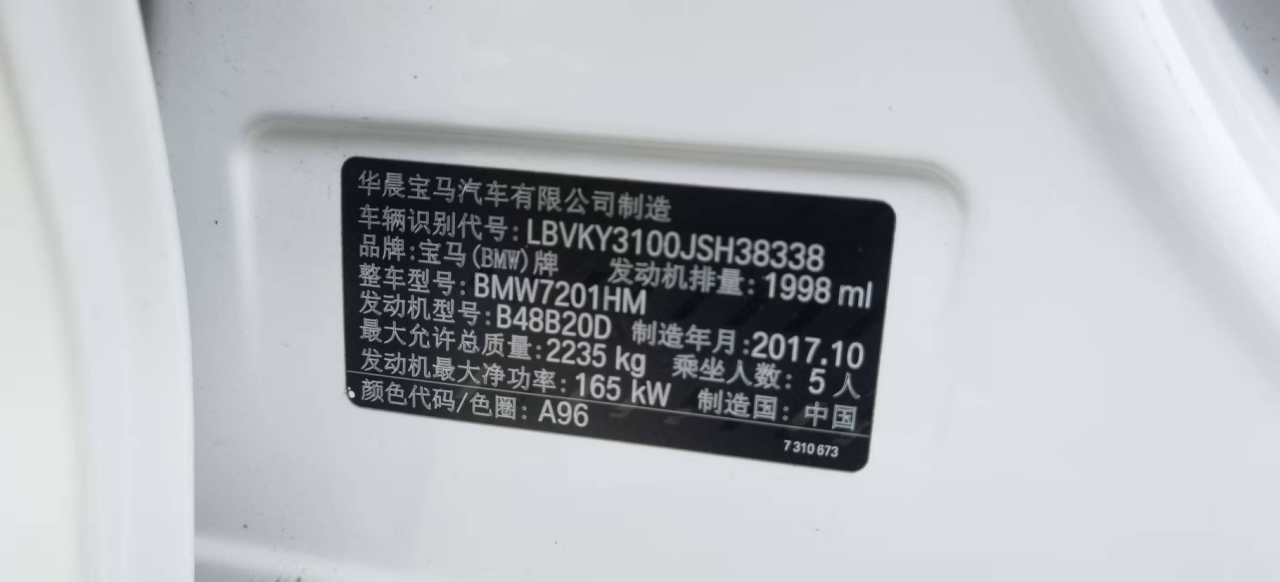 华晨宝马汽车有限公司制造
车辆识别代号: LBVKY3100JSH38338
品牌:宝马(BMW)牌 发动机排量: 1998 ml
整车型号: BMW7201HM
发动机型号: B48B20D 制造年月:2017.10
最大允许总质量: 2235 kg 乘坐人数: 5 人
发动机最大净功率: 165 kW 制造国: 中国
颜色代码/色圈: A96
7 310 673